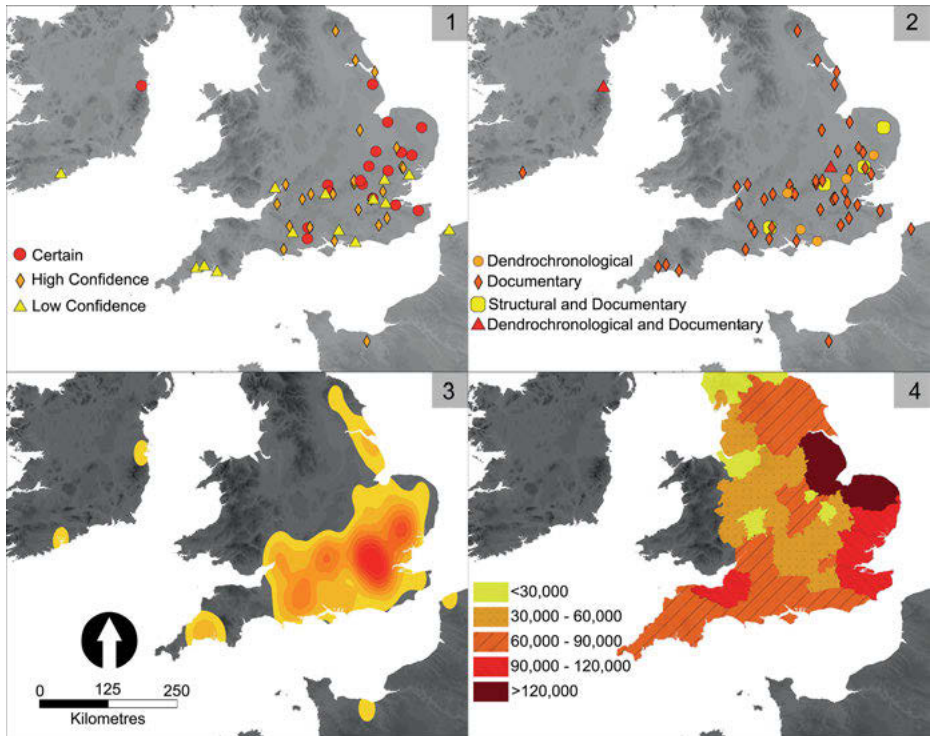 1
Certain
High Confidence
Low Confidence
2
Dendrochronological
Documentary
Structural and Documentary
Dendrochronological and Documentary
3
0 125 250
Kilometres
4
<30,000
30,000 - 60,000
60,000 - 90,000
90,000 - 120,000
>120,000